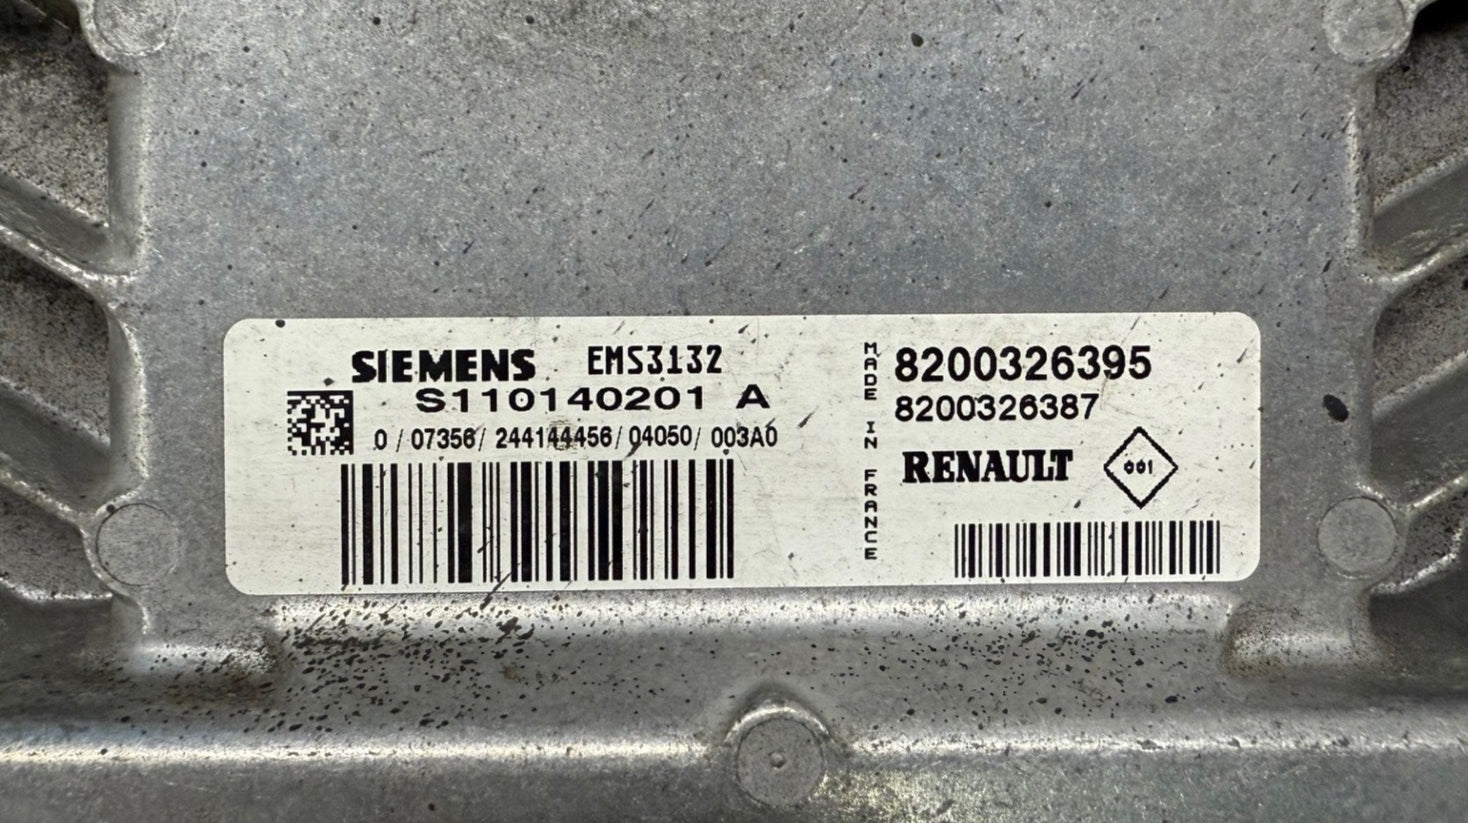 SIEMENS EMS3132
S110140201 A
0 / 07356/ 244144456/ 04050/ 003A0
MADE IN FRANCE
8200326395
8200326387
RENAULT 001